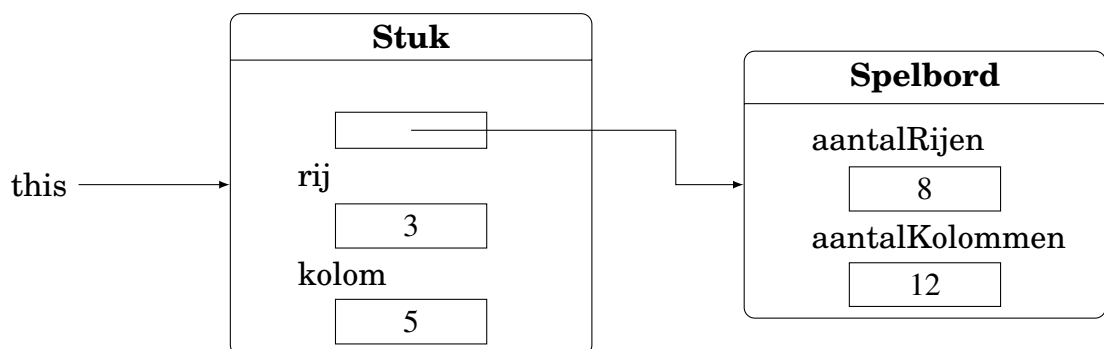 this
Stuk
rij
3
kolom
5
Spelbord
aantalRijen
8
aantalKolommen
12